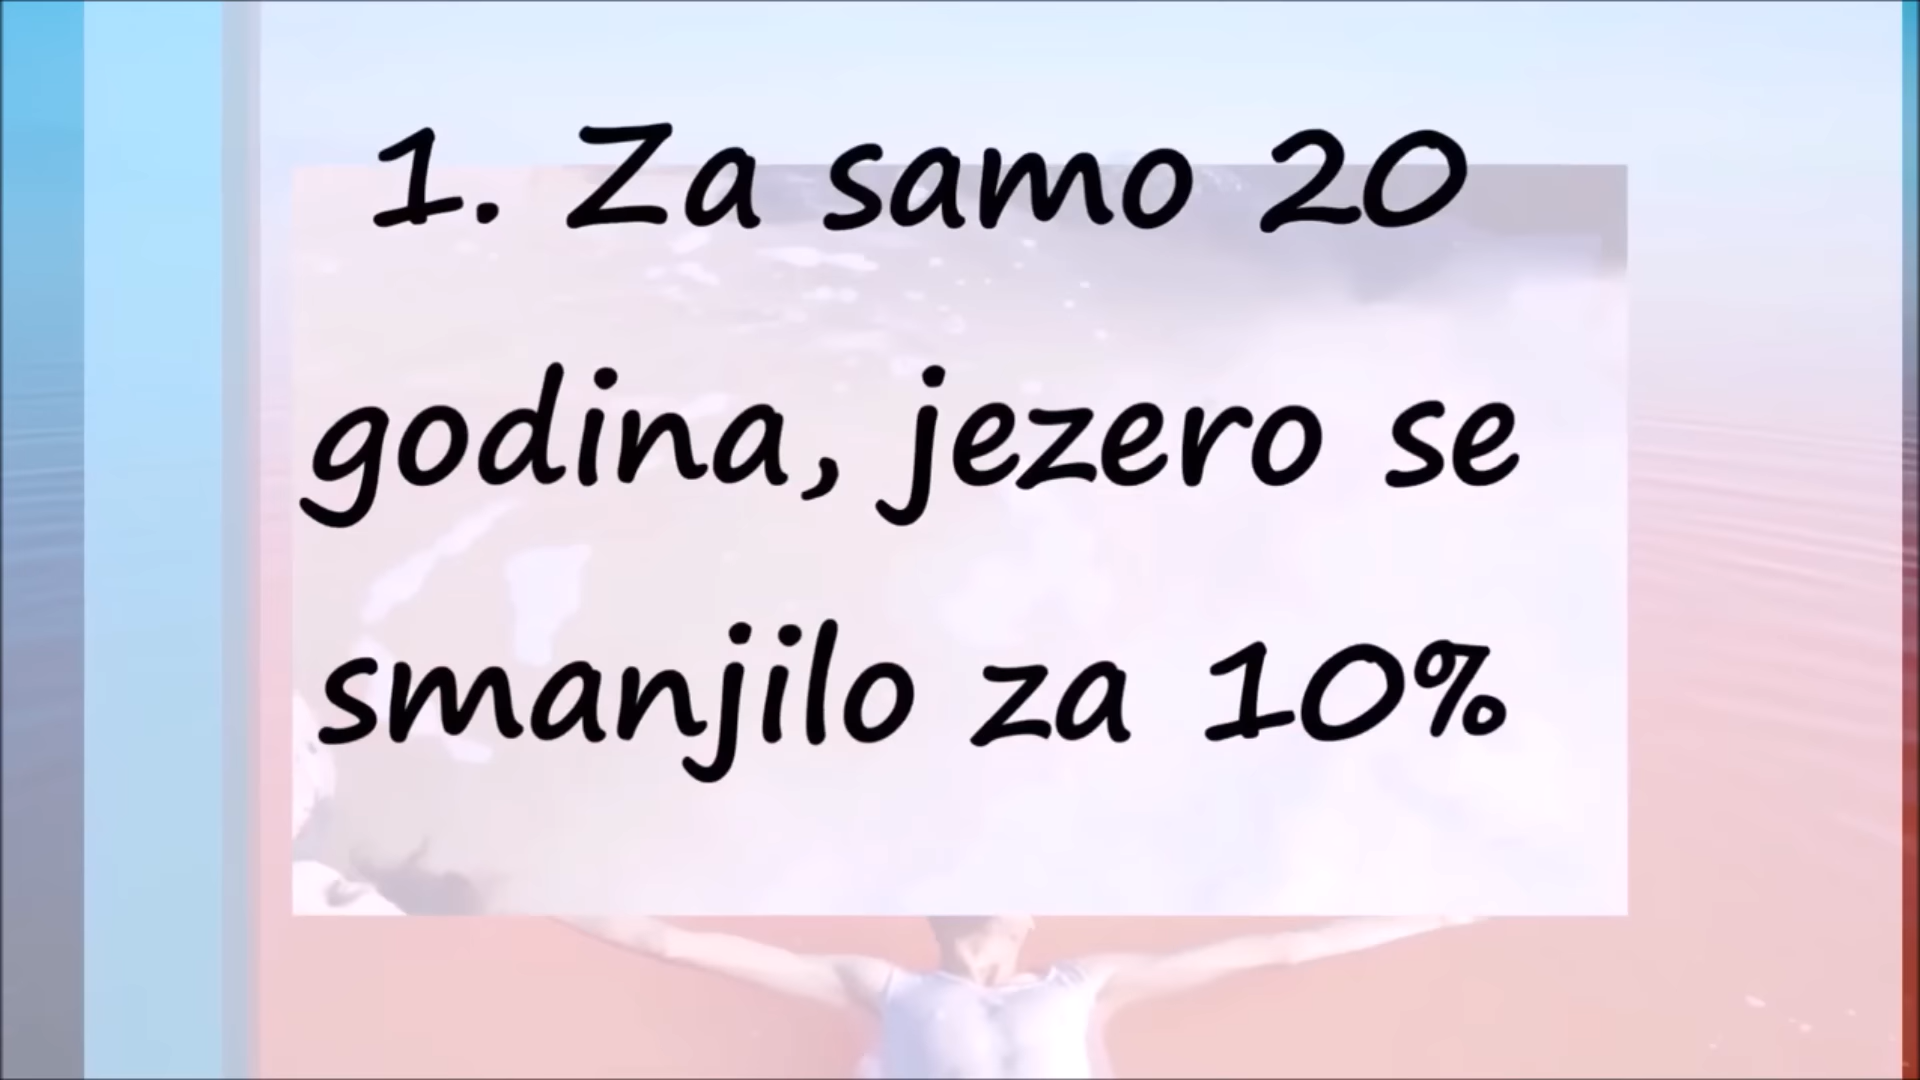 1. Za samo 20
godina, jezero se
smanjilo za 10%